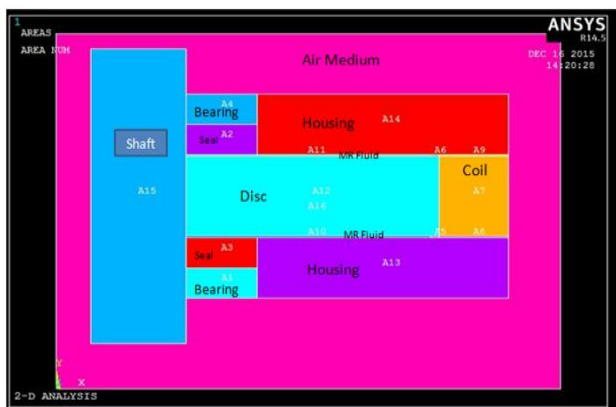 1
AREAS
AREA NUM
ANSYS
R14.5
DEC 16 2015
14:20:28
Air Medium
A4
Bearing
A2
Seal
Housing
A14
Shaft
A11
MR Fluid
A6
A9
Coil
A15
Disc
A12
A7
A16
A10
MR Fluid
A5
A8
A3
Seal
Housing
A13
A1
Bearing
Y
X
2-D ANALYSIS